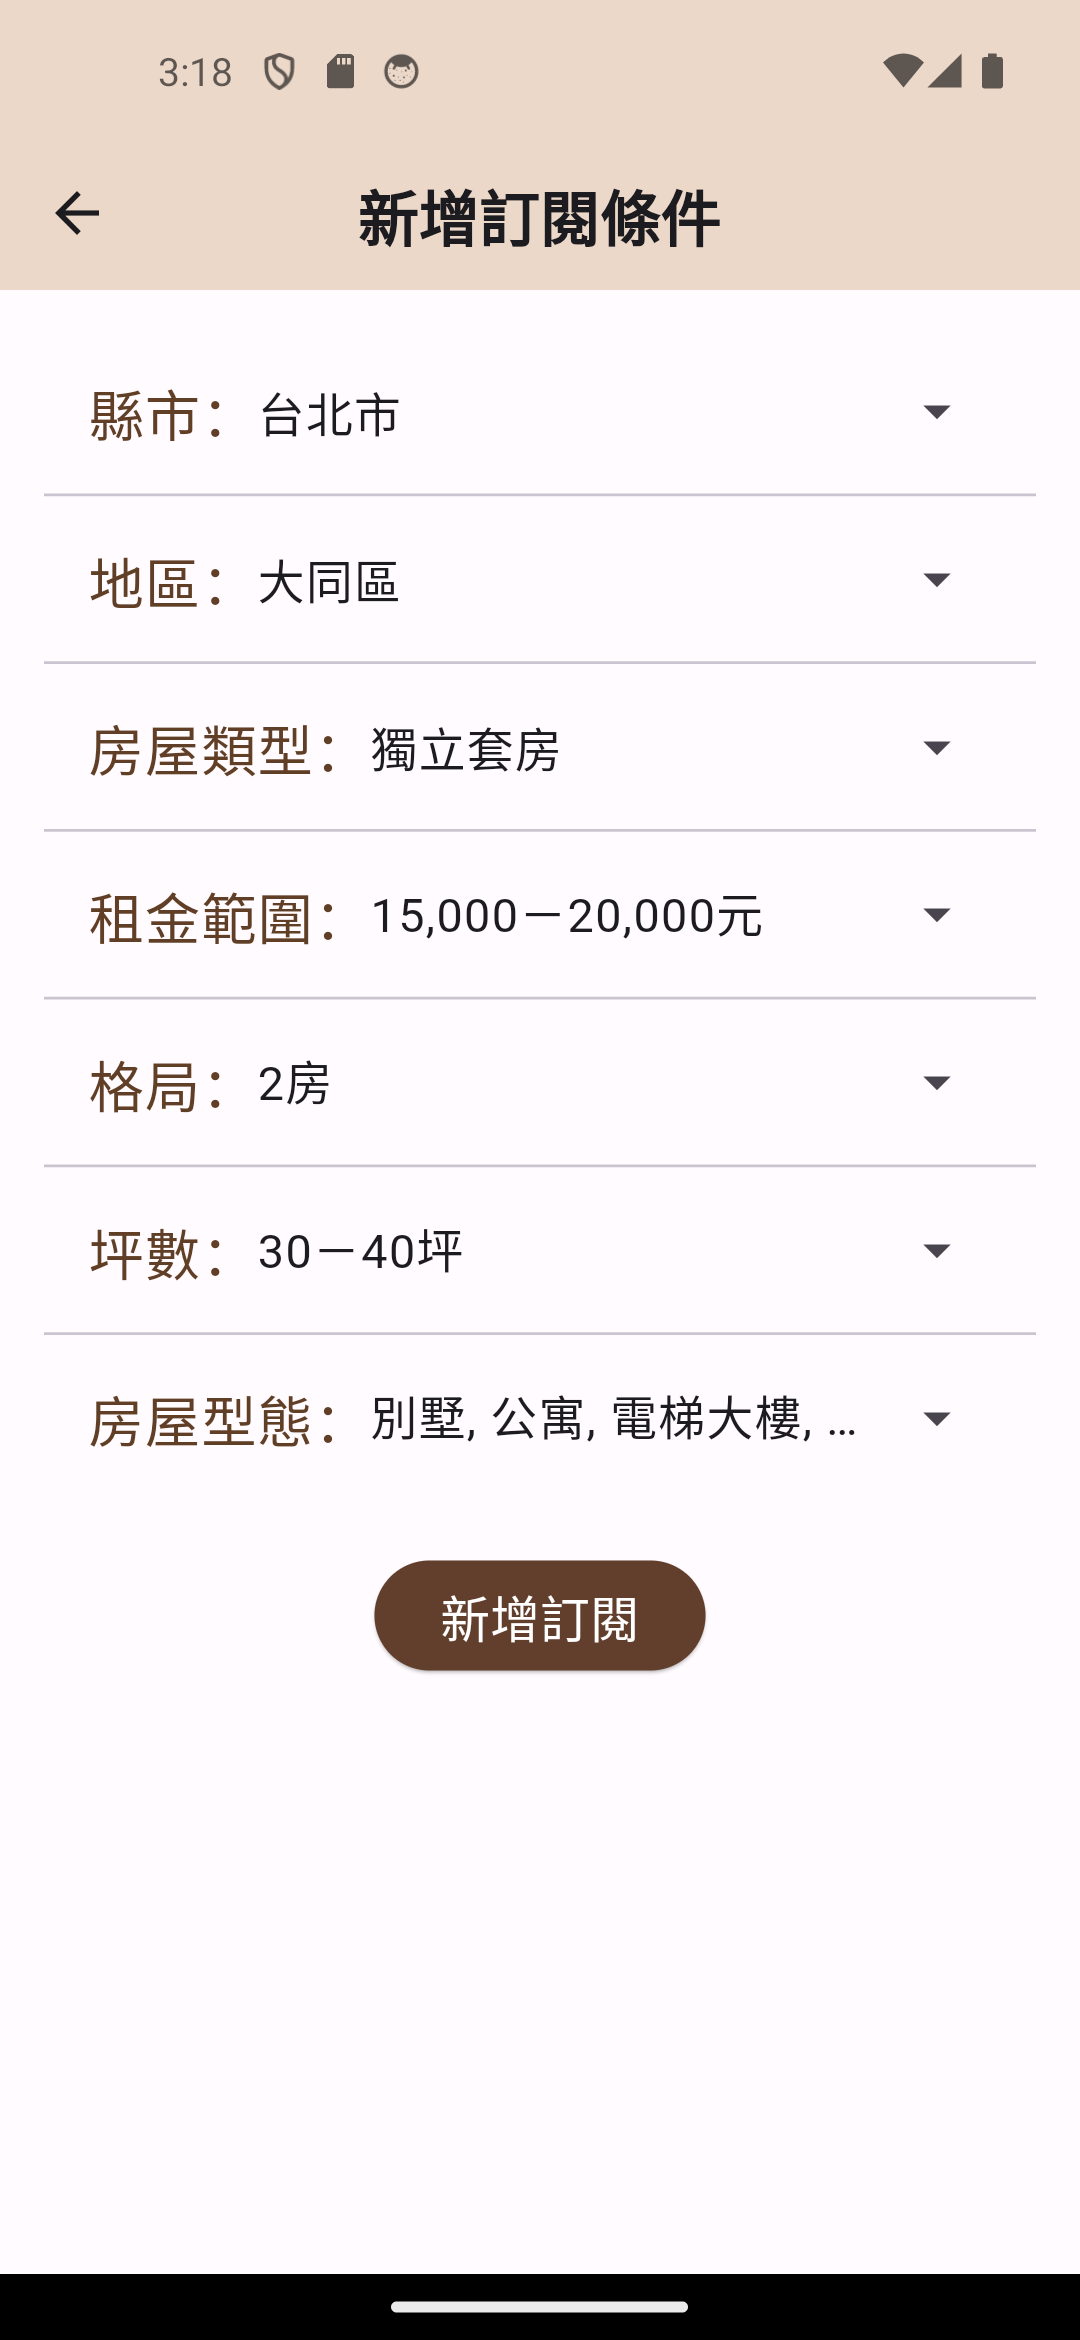 3:18
新增訂閱條件
縣市：台北市
地區：大同區
房屋類型：獨立套房
租金範圍：15,000－20,000元
格局：2房
坪數：30－40坪
房屋型態：別墅, 公寓, 電梯大樓, …
新增訂閱